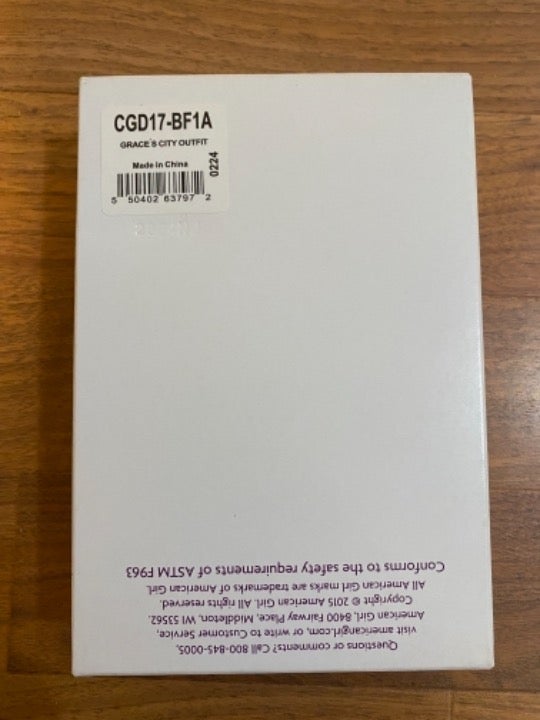 CGD17-BF1A
GRACE'S CITY OUTFIT
Made in China
0224
5 50402 63797 2
Questions or comments? Call 800-845-0005,
visit americangirl.com, or write to Customer Service,
American Girl, 8400 Fairway Place, Middleton, WI 53562.
Copyright © 2015 American Girl. All rights reserved.
All American Girl marks are trademarks of American Girl.
Conforms to the safety requirements of ASTM F963